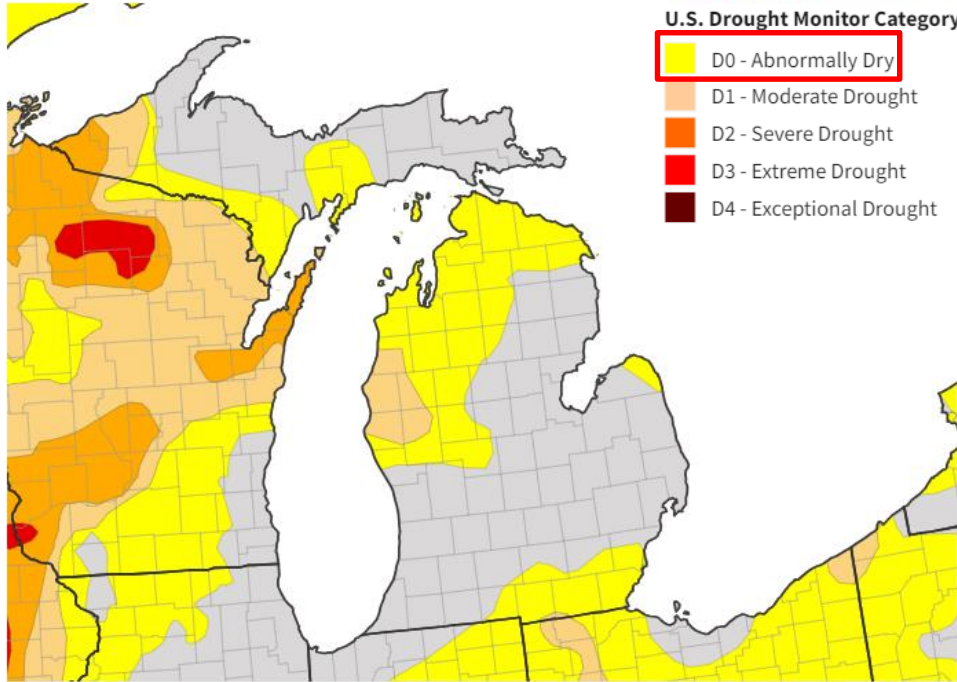 U.S. Drought Monitor Category
D0 - Abnormally Dry
D1 - Moderate Drought
D2 - Severe Drought
D3 - Extreme Drought
D4 - Exceptional Drought